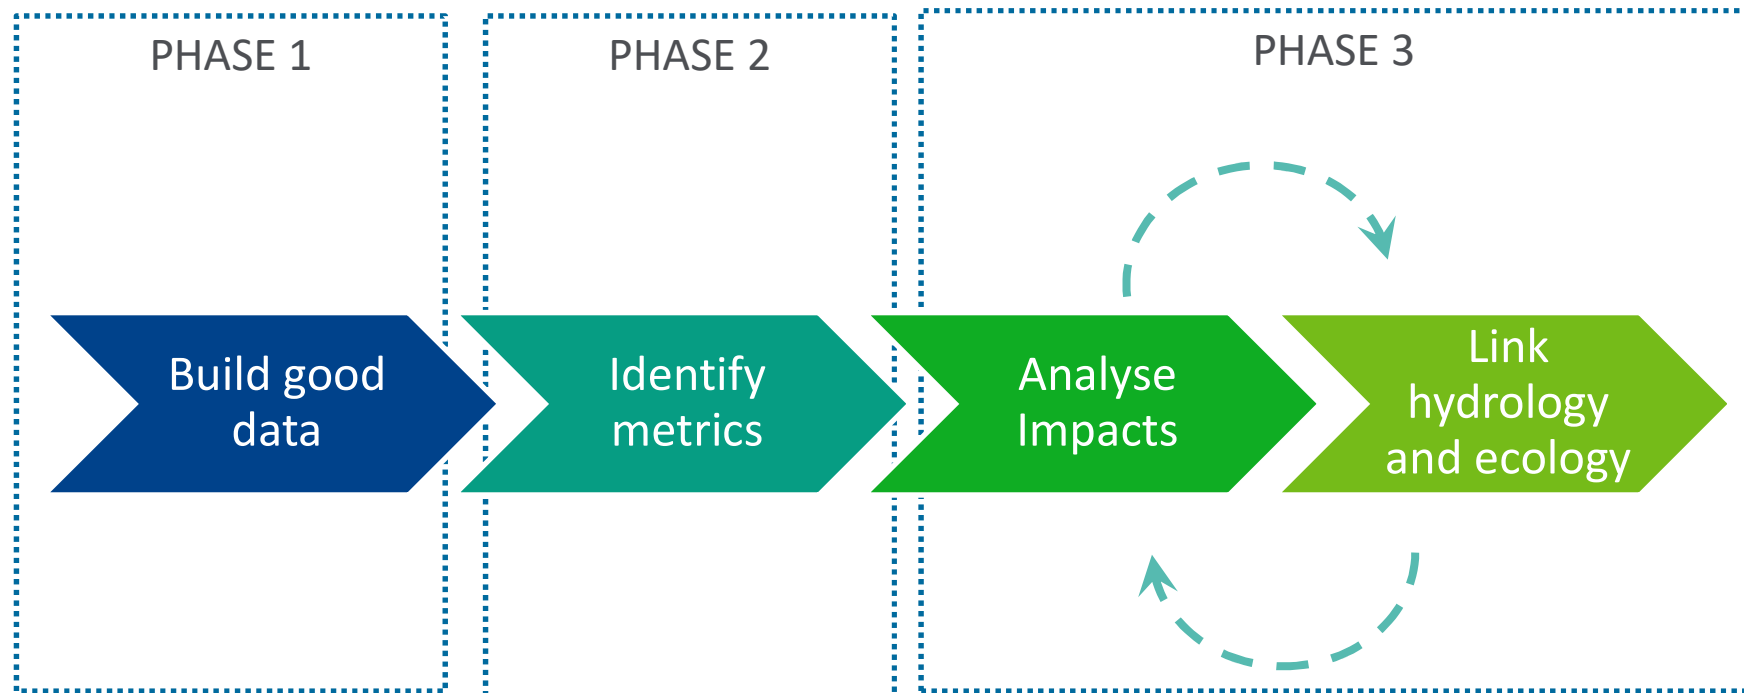 PHASE 1
PHASE 2
PHASE 3
Build good
data
Identify
metrics
Analyse
Impacts
Link
hydrology
and ecology